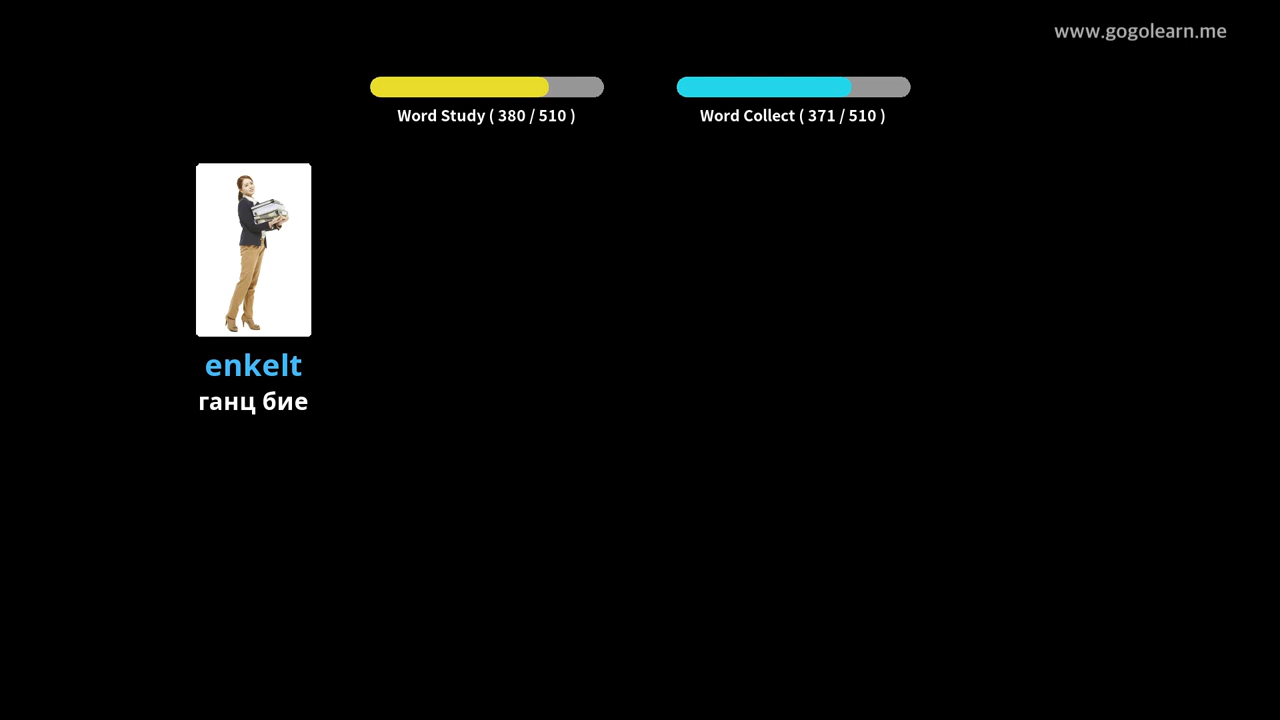 www.gogolearn.me
Word Study ( 380 / 510 )
Word Collect ( 371 / 510 )
enkelt
ганц бие